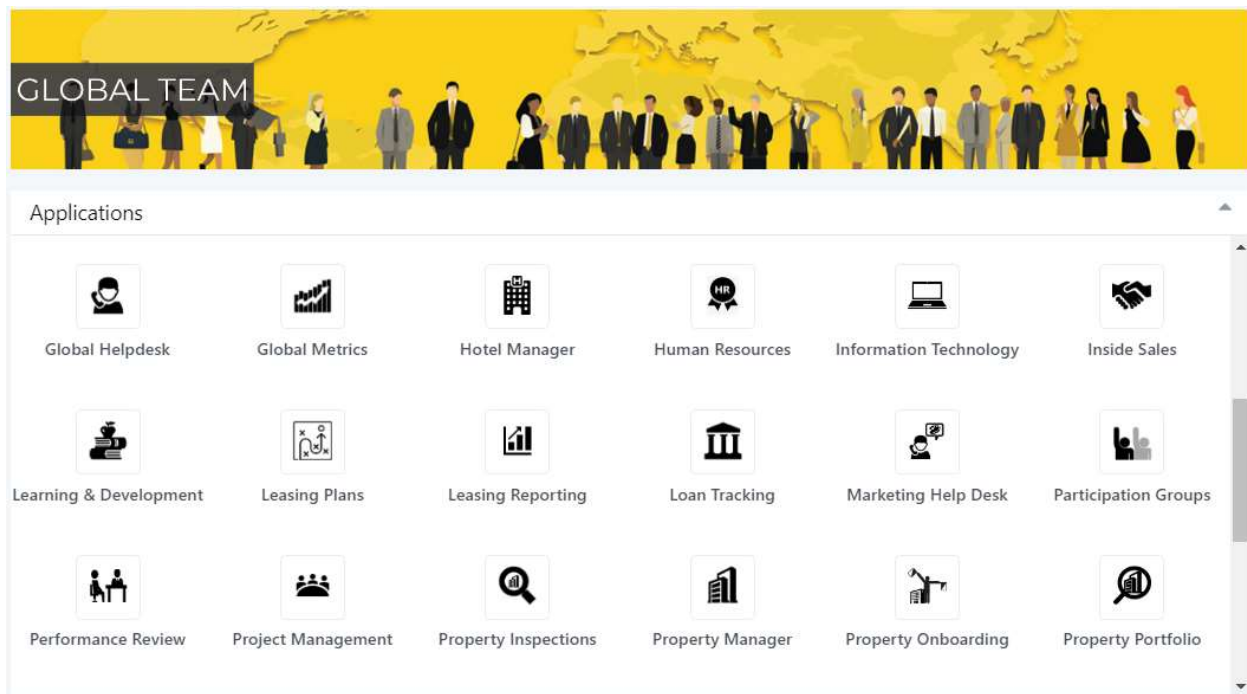 GLOBAL TEAM
Applications
HR
Global Helpdesk Global Metrics Hotel Manager Human Resources Information Technology Inside Sales
Learning & Development Leasing Plans Leasing Reporting Loan Tracking Marketing Help Desk Participation Groups
Performance Review Project Management Property Inspections Property Manager Property Onboarding Property Portfolio